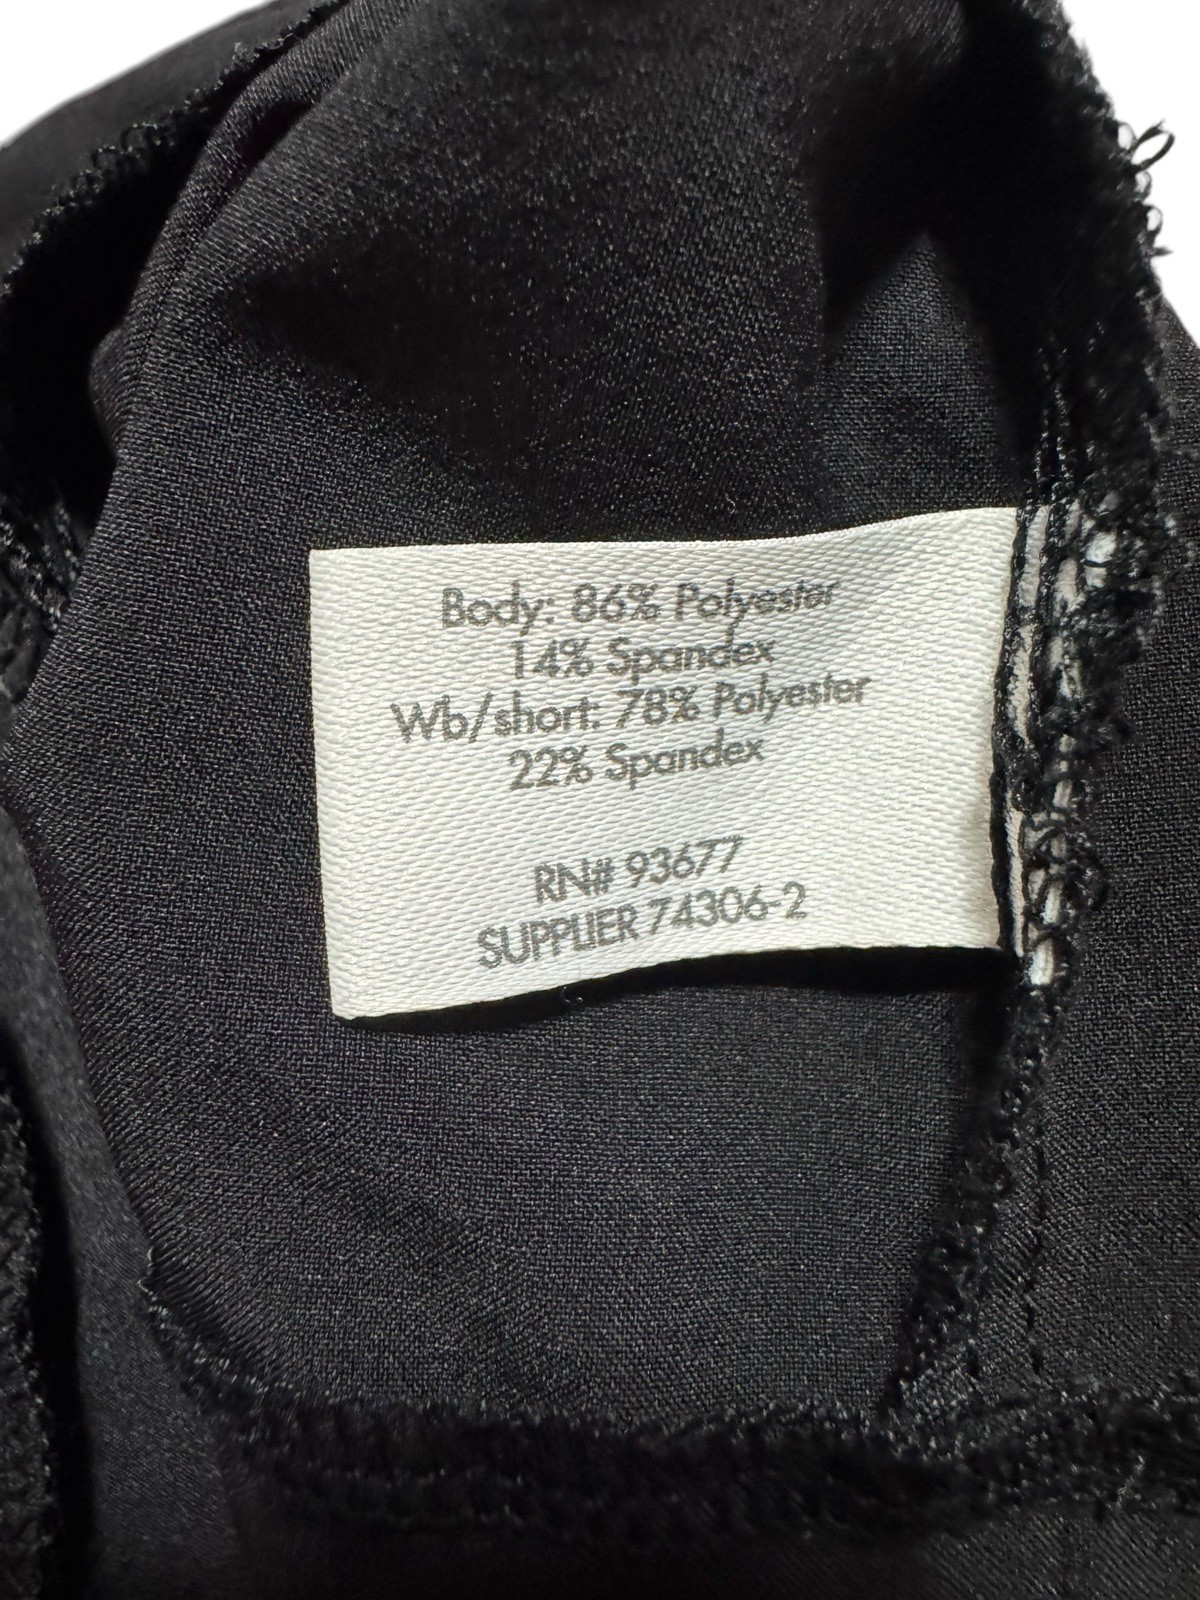 Body: 86% Polyester
14% Spandex
Wb/short: 78% Polyester
22% Spandex
RN# 93677
SUPPLIER 74306-2